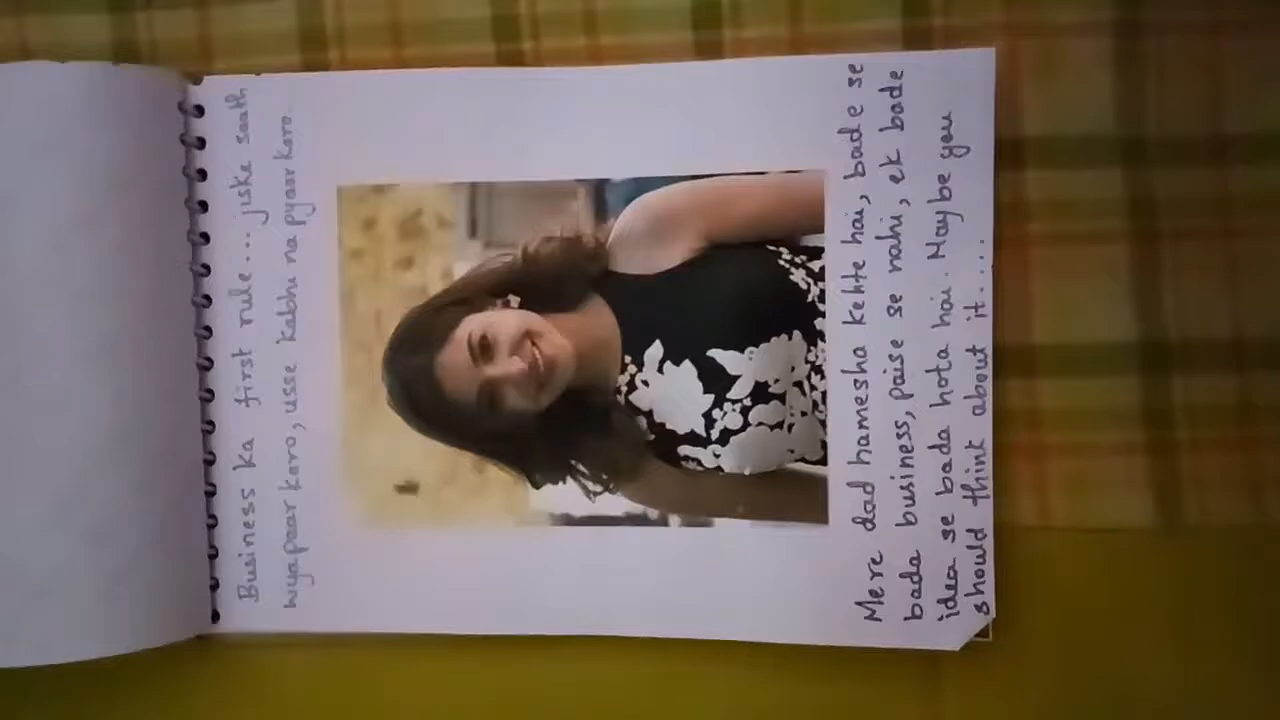 Business ka first rule... jiske saath
wyapaar karo, usse kabhi na pyaar karo.
Mere dad hamesha kehte hai, bade se
bada business, paise se nahi, ek bade
idea se bada hota hai. Maybe you
should think about it....